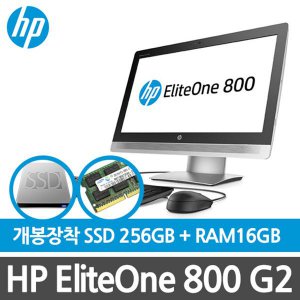 hp
hp EliteOne 800
SSD
개봉장착 SSD 256GB + RAM16GB
HP EliteOne 800 G2